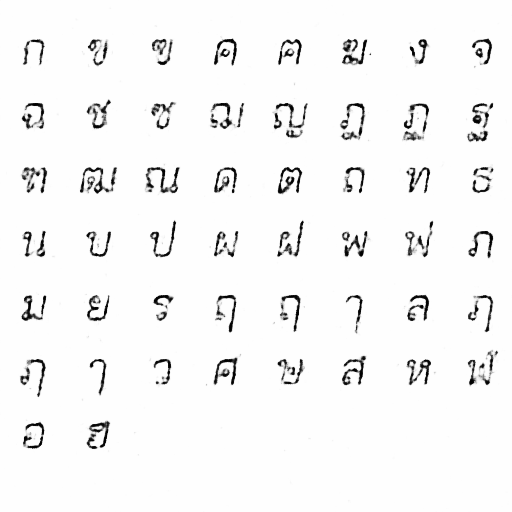 ก ข ฃ ค ฅ ฆ ง จ
ฉ ช ซ ฌ ญ ฎ ฏ ฐ
ฑ ฒ ณ ด ต ถ ท ธ
น บ ป ผ ฝ พ ฟ ภ
ม ย ร ฤ ฤ ๅ ล ฦ
ฦ ๅ ว ศ ษ ส ห ฬ
อ ฮ